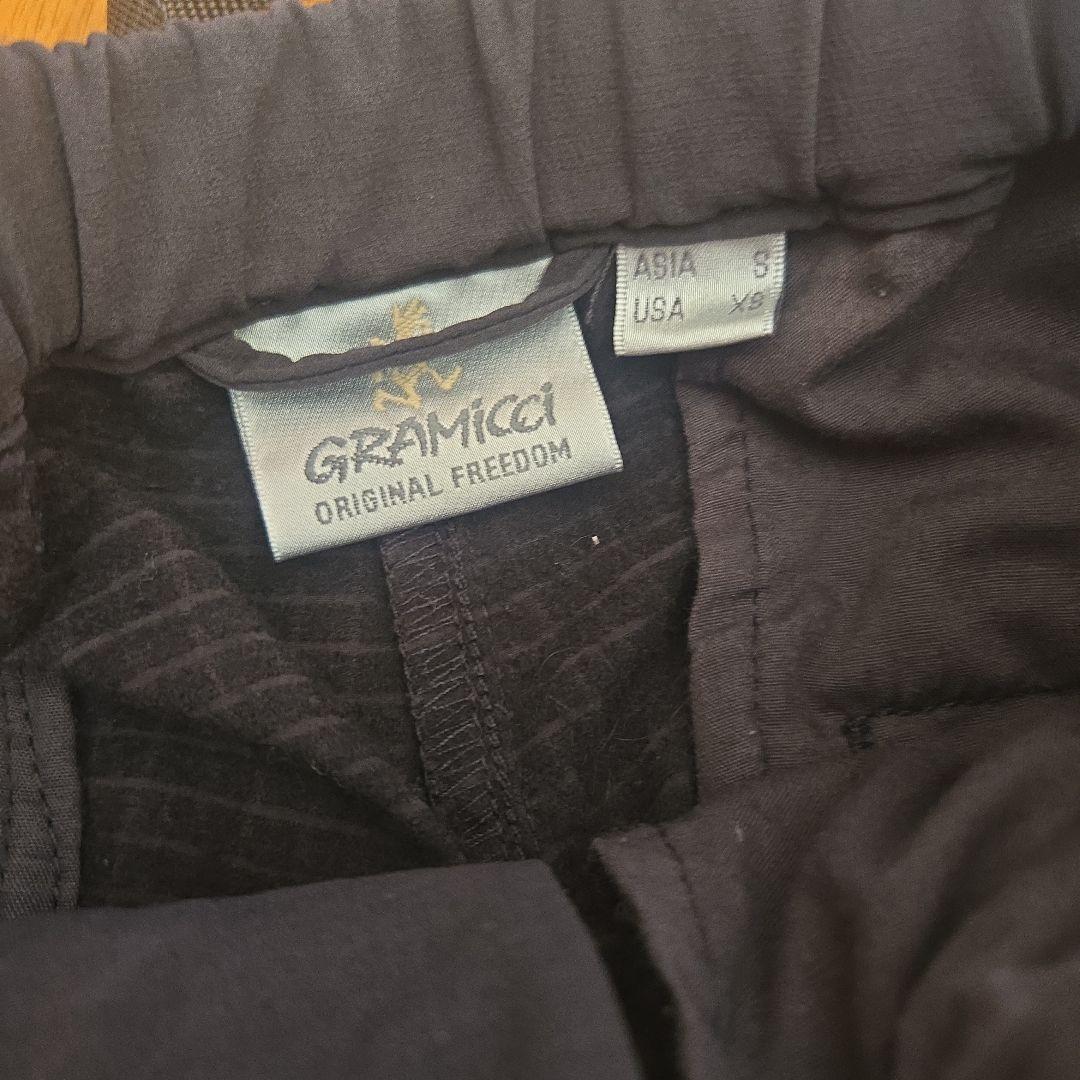 ASIA S
USA XS
GRAMiCCi
ORIGINAL FREEDOM